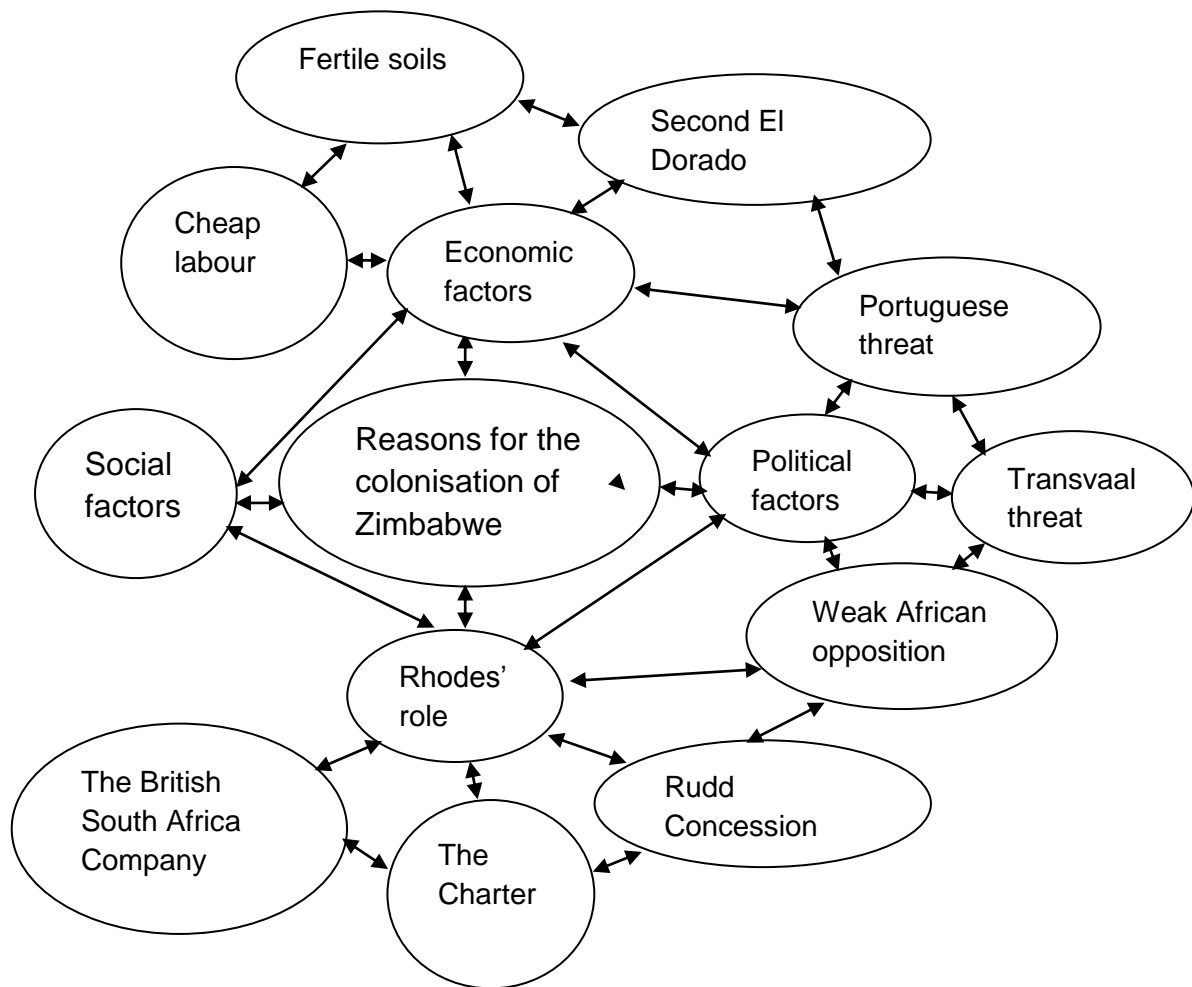 Fertile soils
Second El
Dorado
Cheap
labour
Economic
factors
Portuguese
threat
Reasons for the
colonisation of
Zimbabwe
Social
factors
Political
factors
Transvaal
threat
Weak African
opposition
Rhodes’
role
The British
South Africa
Company
Rudd
Concession
The
Charter